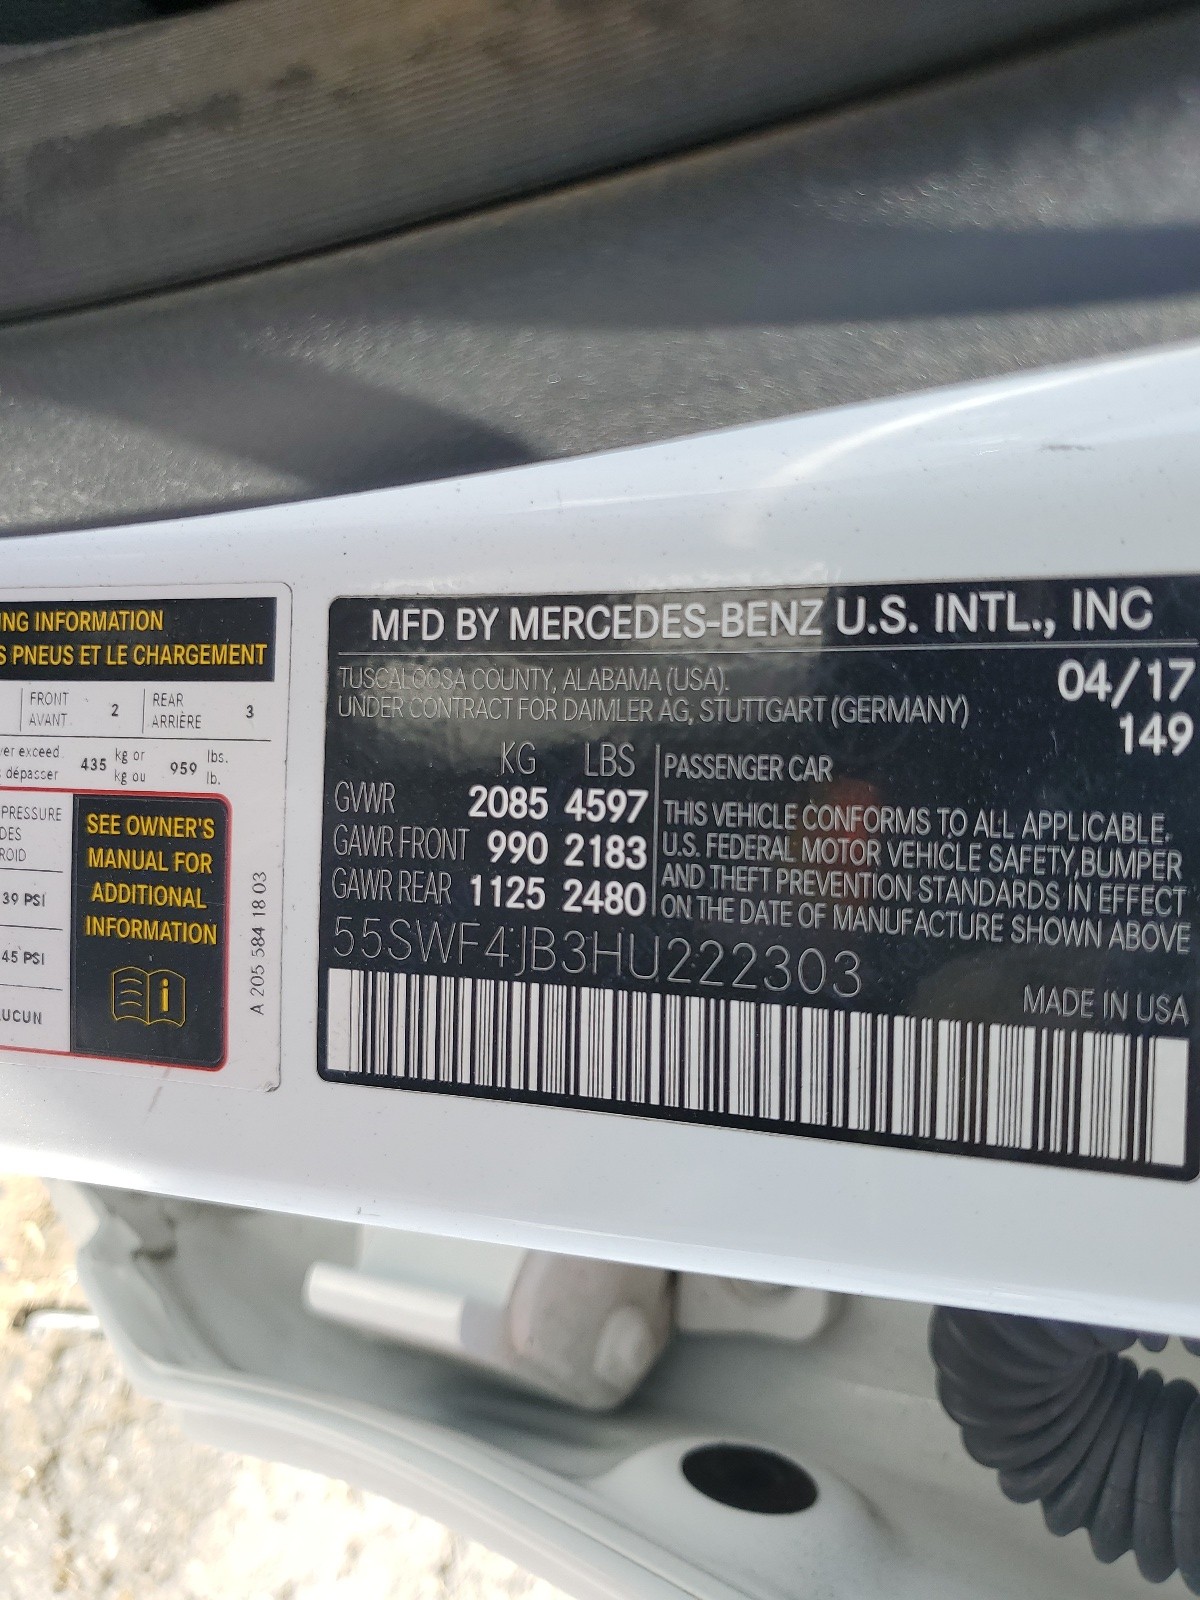 ING INFORMATION
S PNEUS ET LE CHARGEMENT
FRONT
AVANT
2
REAR
ARRIÈRE
3
exceed
dépasser
435
kg or
kg ou
959
lbs.
lb.
PRESSURE
DES
ROID
39 PSI
45 PSI
AUCUN
SEE OWNER'S
MANUAL FOR
ADDITIONAL
INFORMATION
i
A 205 584 18 03
MFD BY MERCEDES-BENZ U.S. INTL., INC
TUSCALOOSA COUNTY, ALABAMA (USA).
UNDER CONTRACT FOR DAIMLER AG, STUTTGART (GERMANY)
04/17
149
KG LBS
GVWR 2085 4597
GAWR FRONT 990 2183
GAWR REAR 1125 2480
PASSENGER CAR
THIS VEHICLE CONFORMS TO ALL APPLICABLE.
U.S. FEDERAL MOTOR VEHICLE SAFETY,BUMPER
AND THEFT PREVENTION STANDARDS IN EFFECT
ON THE DATE OF MANUFACTURE SHOWN ABOVE
55SWF4JB3HU222303
MADE IN USA